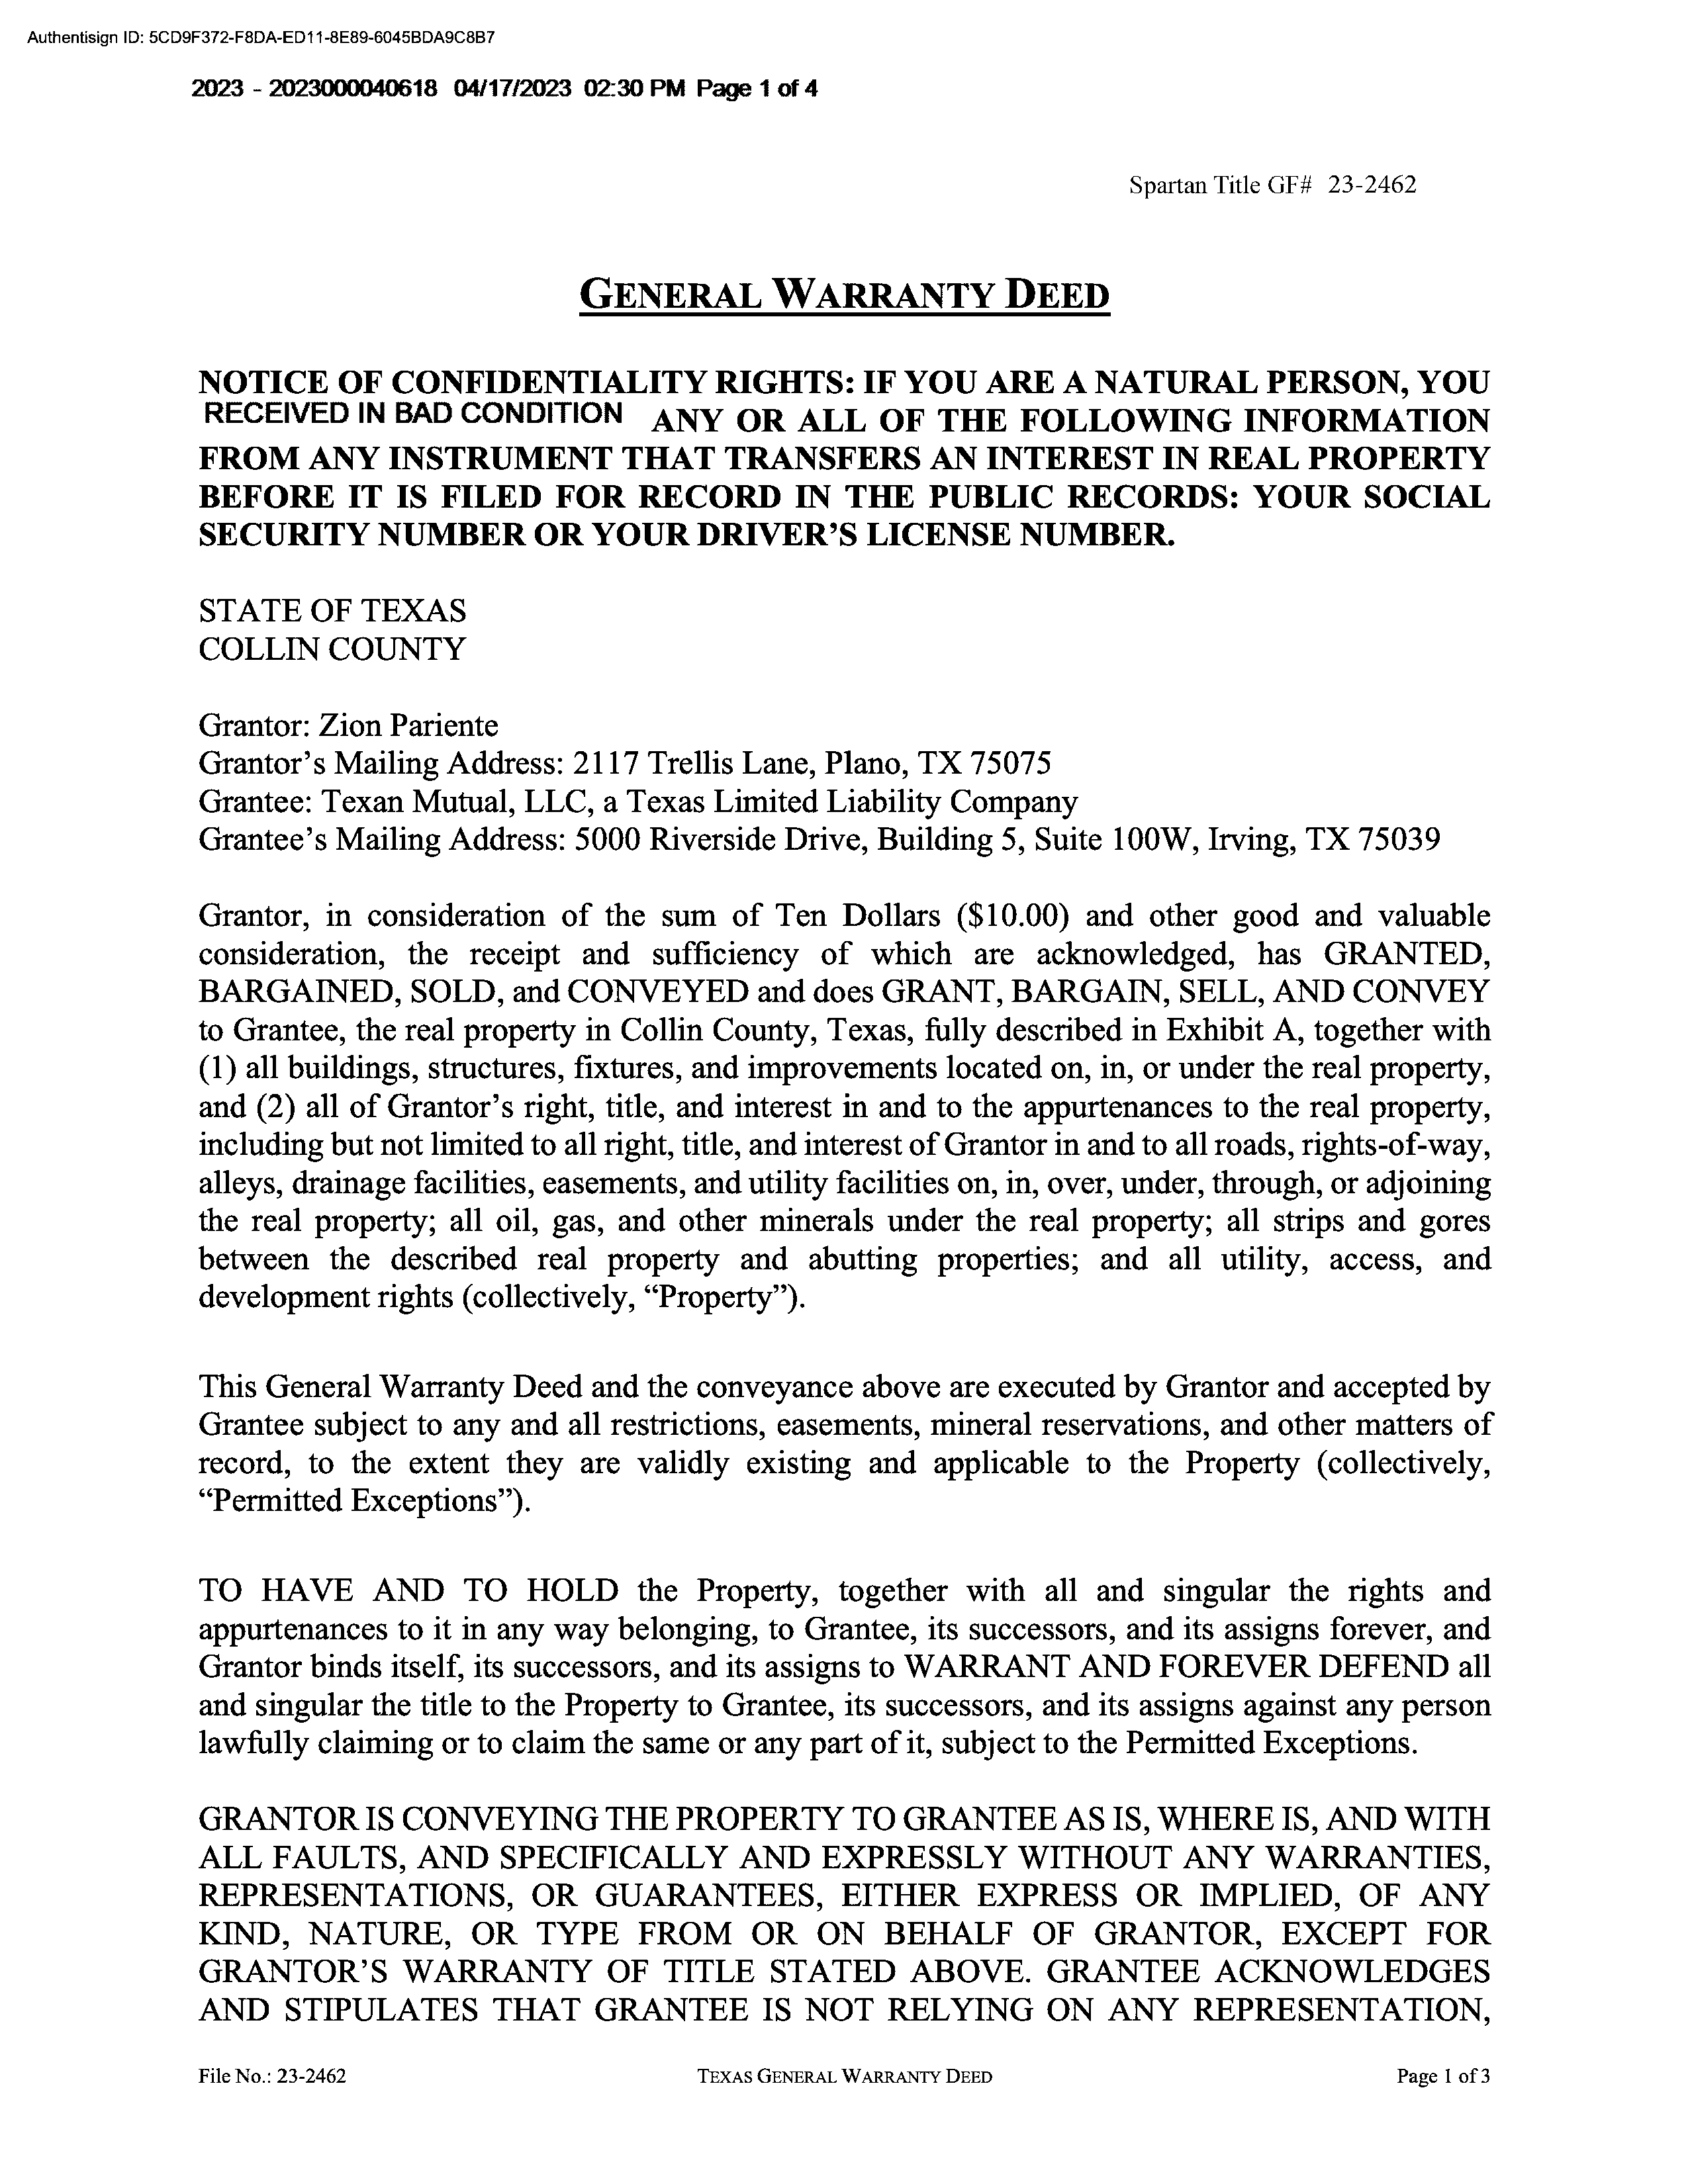 Authentisign ID: 5CD9F372-F8DA-ED11-8E89-6045BDA9C8B7
2023 - 2023000040618 04/17/2023 02:30 PM Page 1 of 4
Spartan Title GF# 23-2462
GENERAL WARRANTY DEED
NOTICE OF CONFIDENTIALITY RIGHTS: IF YOU ARE A NATURAL PERSON, YOU
RECEIVED IN BAD CONDITION ANY OR ALL OF THE FOLLOWING INFORMATION
FROM ANY INSTRUMENT THAT TRANSFERS AN INTEREST IN REAL PROPERTY
BEFORE IT IS FILED FOR RECORD IN THE PUBLIC RECORDS: YOUR SOCIAL
SECURITY NUMBER OR YOUR DRIVER’S LICENSE NUMBER.
STATE OF TEXAS
COLLIN COUNTY
Grantor: Zion Pariente
Grantor’s Mailing Address: 2117 Trellis Lane, Plano, TX 75075
Grantee: Texan Mutual, LLC, a Texas Limited Liability Company
Grantee’s Mailing Address: 5000 Riverside Drive, Building 5, Suite 100W, Irving, TX 75039
Grantor, in consideration of the sum of Ten Dollars ($10.00) and other good and valuable
consideration, the receipt and sufficiency of which are acknowledged, has GRANTED,
BARGAINED, SOLD, and CONVEYED and does GRANT, BARGAIN, SELL, AND CONVEY
to Grantee, the real property in Collin County, Texas, fully described in Exhibit A, together with
(1) all buildings, structures, fixtures, and improvements located on, in, or under the real property,
and (2) all of Grantor’s right, title, and interest in and to the appurtenances to the real property,
including but not limited to all right, title, and interest of Grantor in and to all roads, rights-of-way,
alleys, drainage facilities, easements, and utility facilities on, in, over, under, through, or adjoining
the real property; all oil, gas, and other minerals under the real property; all strips and gores
between the described real property and abutting properties; and all utility, access, and
development rights (collectively, “Property”).
This General Warranty Deed and the conveyance above are executed by Grantor and accepted by
Grantee subject to any and all restrictions, easements, mineral reservations, and other matters of
record, to the extent they are validly existing and applicable to the Property (collectively,
“Permitted Exceptions”).
TO HAVE AND TO HOLD the Property, together with all and singular the rights and
appurtenances to it in any way belonging, to Grantee, its successors, and its assigns forever, and
Grantor binds itself, its successors, and its assigns to WARRANT AND FOREVER DEFEND all
and singular the title to the Property to Grantee, its successors, and its assigns against any person
lawfully claiming or to claim the same or any part of it, subject to the Permitted Exceptions.
GRANTOR IS CONVEYING THE PROPERTY TO GRANTEE AS IS, WHERE IS, AND WITH
ALL FAULTS, AND SPECIFICALLY AND EXPRESSLY WITHOUT ANY WARRANTIES,
REPRESENTATIONS, OR GUARANTEES, EITHER EXPRESS OR IMPLIED, OF ANY
KIND, NATURE, OR TYPE FROM OR ON BEHALF OF GRANTOR, EXCEPT FOR
GRANTOR’S WARRANTY OF TITLE STATED ABOVE. GRANTEE ACKNOWLEDGES
AND STIPULATES THAT GRANTEE IS NOT RELYING ON ANY REPRESENTATION,
File No.: 23-2462 TEXAS GENERAL WARRANTY DEED Page 1 of 3